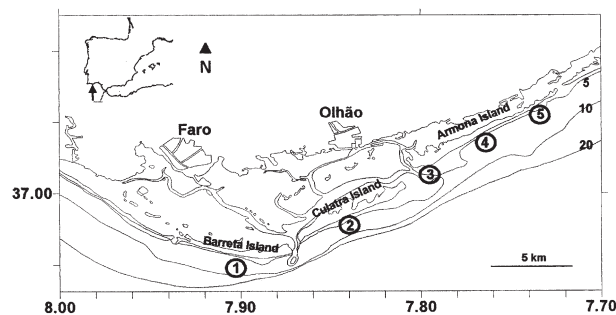 N
Olhão
Faro
Armona Island
Culatra Island
Barreta Island
1
2
3
4
5
5
10
20
37.00
5 km
8.00
7.90
7.80
7.70